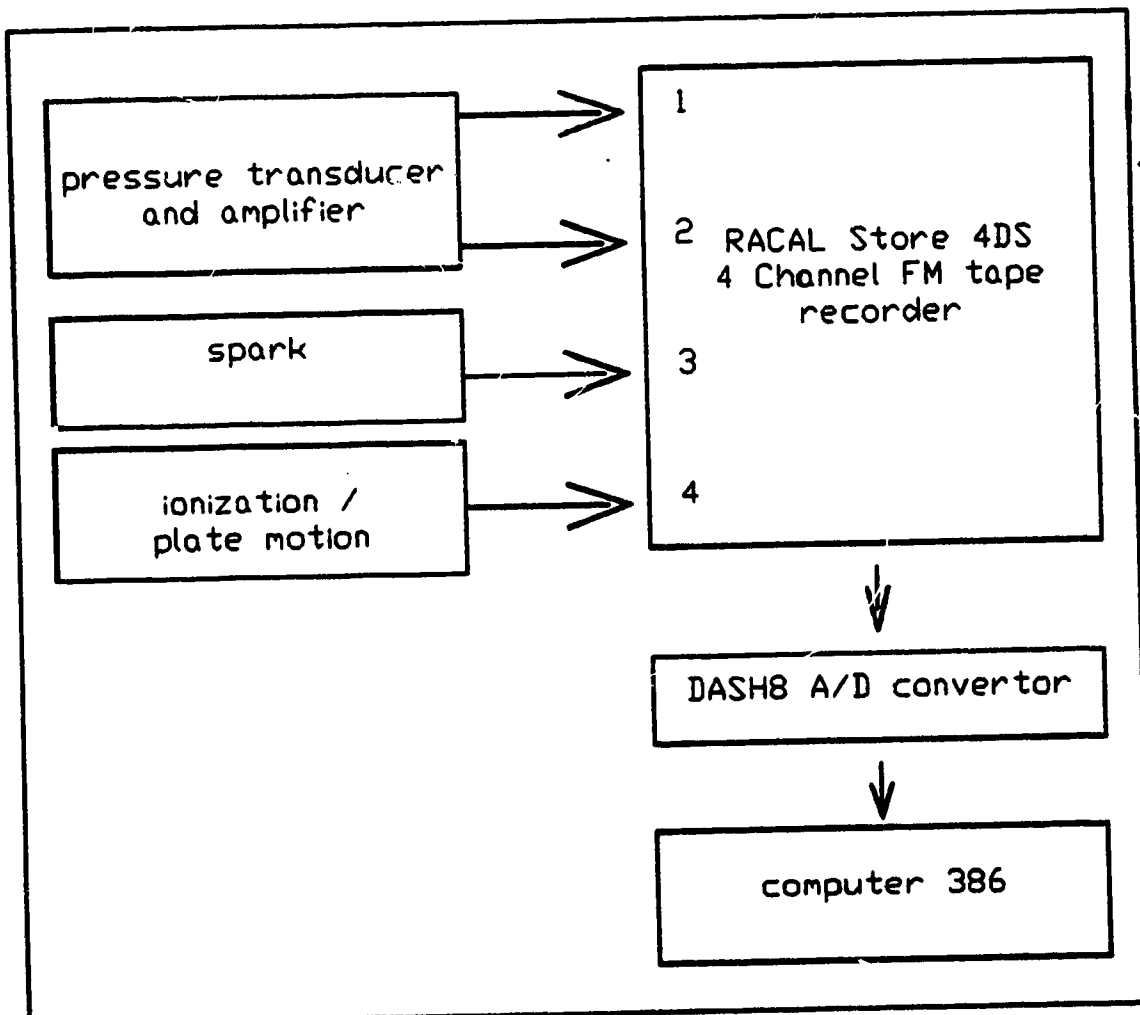 pressure transducer
and amplifier
spark
ionization /
plate motion
1
2
3
4
RACAL Store 4DS
4 Channel FM tape
recorder
DASH8 A/D convertor
computer 386